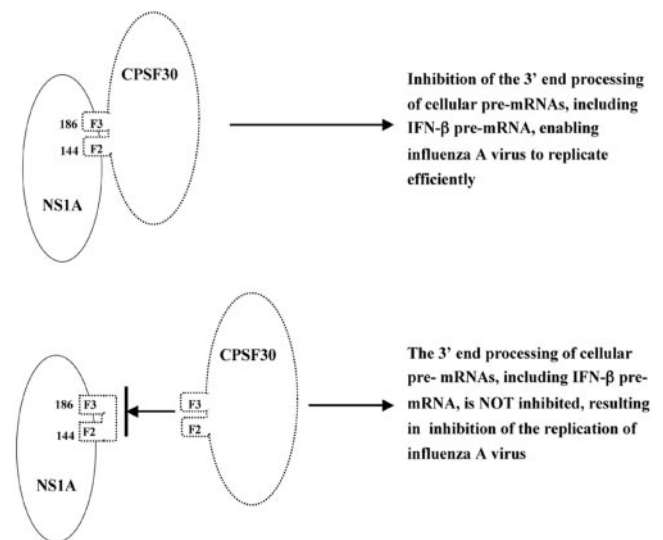 CPSF30
186 F3
144 F2
NS1A
Inhibition of the 3' end processing
of cellular pre-mRNAs, including
IFN-β pre-mRNA, enabling
influenza A virus to replicate
efficiently
CPSF30
186 F3
F3
144 F2
F2
NS1A
The 3' end processing of cellular
pre- mRNAs, including IFN-β pre-
mRNA, is NOT inhibited, resulting
in inhibition of the replication of
influenza A virus